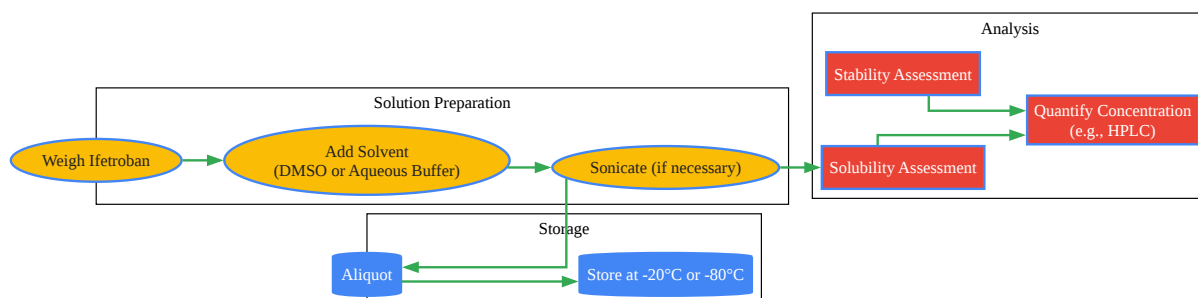 Analysis
Stability Assessment
Quantify Concentration
(e.g., HPLC)
Solubility Assessment
Solution Preparation
Weigh Ifetroban
Add Solvent
(DMSO or Aqueous Buffer)
Sonicate (if necessary)
Storage
Aliquot
Store at -20°C or -80°C